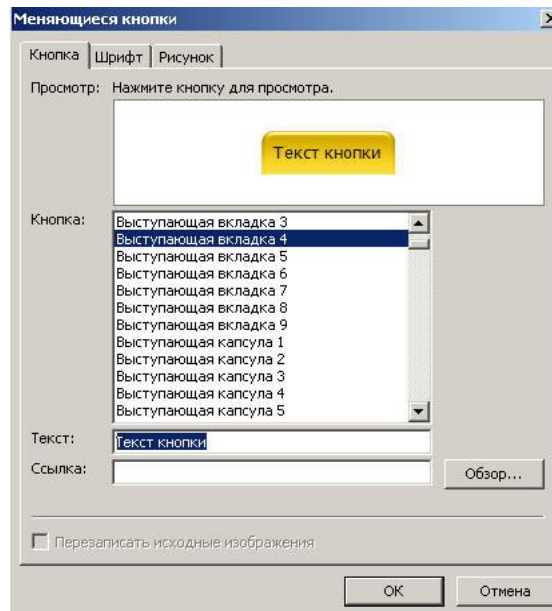 Меняющиеся кнопки
Кнопка Шрифт Рисунок
Просмотр: Нажмите кнопку для просмотра.
Текст кнопки
Кнопка:
Выступающая вкладка 3
Выступающая вкладка 4
Выступающая вкладка 5
Выступающая вкладка 6
Выступающая вкладка 7
Выступающая вкладка 8
Выступающая вкладка 9
Выступающая капсула 1
Выступающая капсула 2
Выступающая капсула 3
Выступающая капсула 4
Выступающая капсула 5
Текст: Текст кнопки
Ссылка: Обзор...
Перезаписать исходные изображения
ОК Отмена